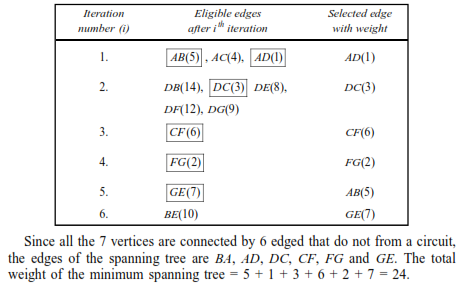 Iteration Eligible edges Selected edge
number (i) after i th iteration with weight
1. AB(5) , AC(4), AD(1) AD(1)
2. DB(14), DC(3) DE(8), DC(3)
DF(12), DG(9)
3. CF(6) CF(6)
4. FG(2) FG(2)
5. GE(7) AB(5)
6. BE(10) GE(7)
Since all the 7 vertices are connected by 6 edged that do not from a circuit,
the edges of the spanning tree are BA, AD, DC, CF, FG and GE. The total
weight of the minimum spanning tree = 5 + 1 + 3 + 6 + 2 + 7 = 24.